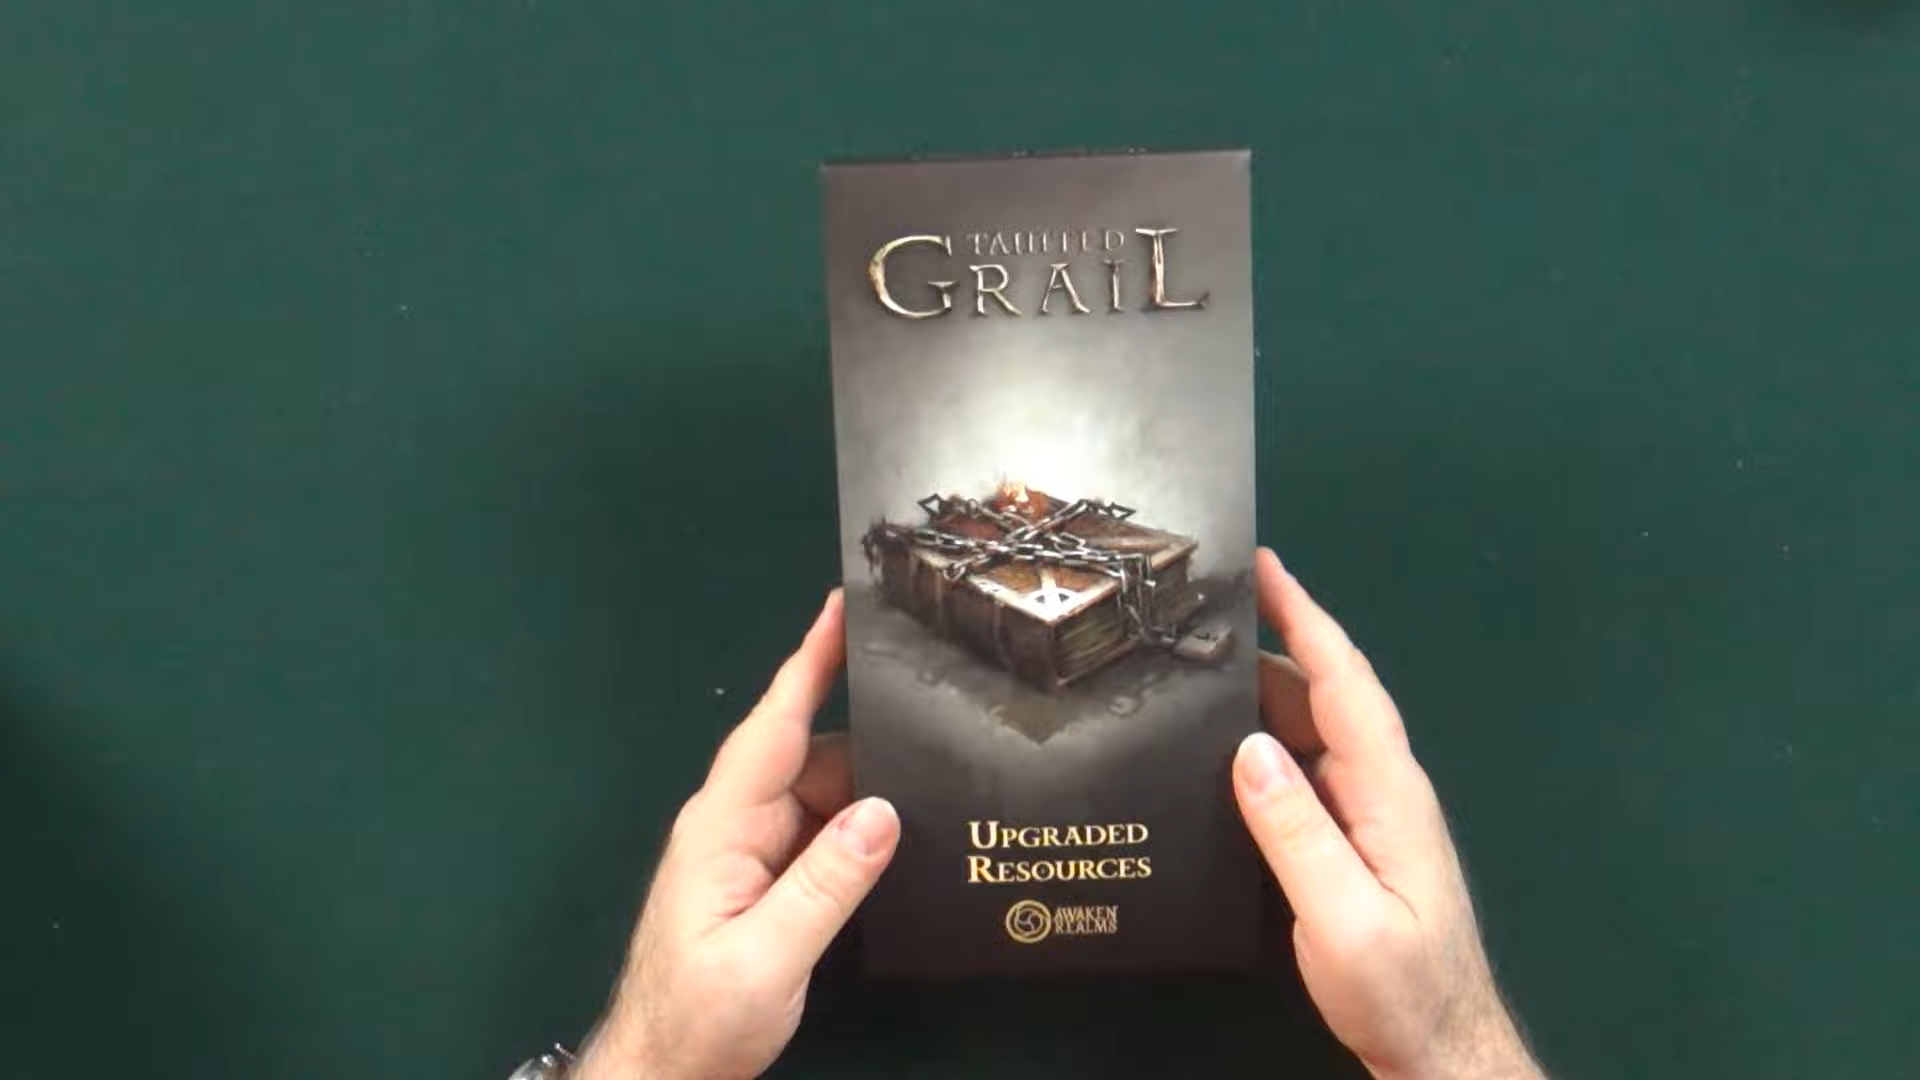 TAINTED
GRAIL
UPGRADED
RESOURCES
AWAKEN
REALMS